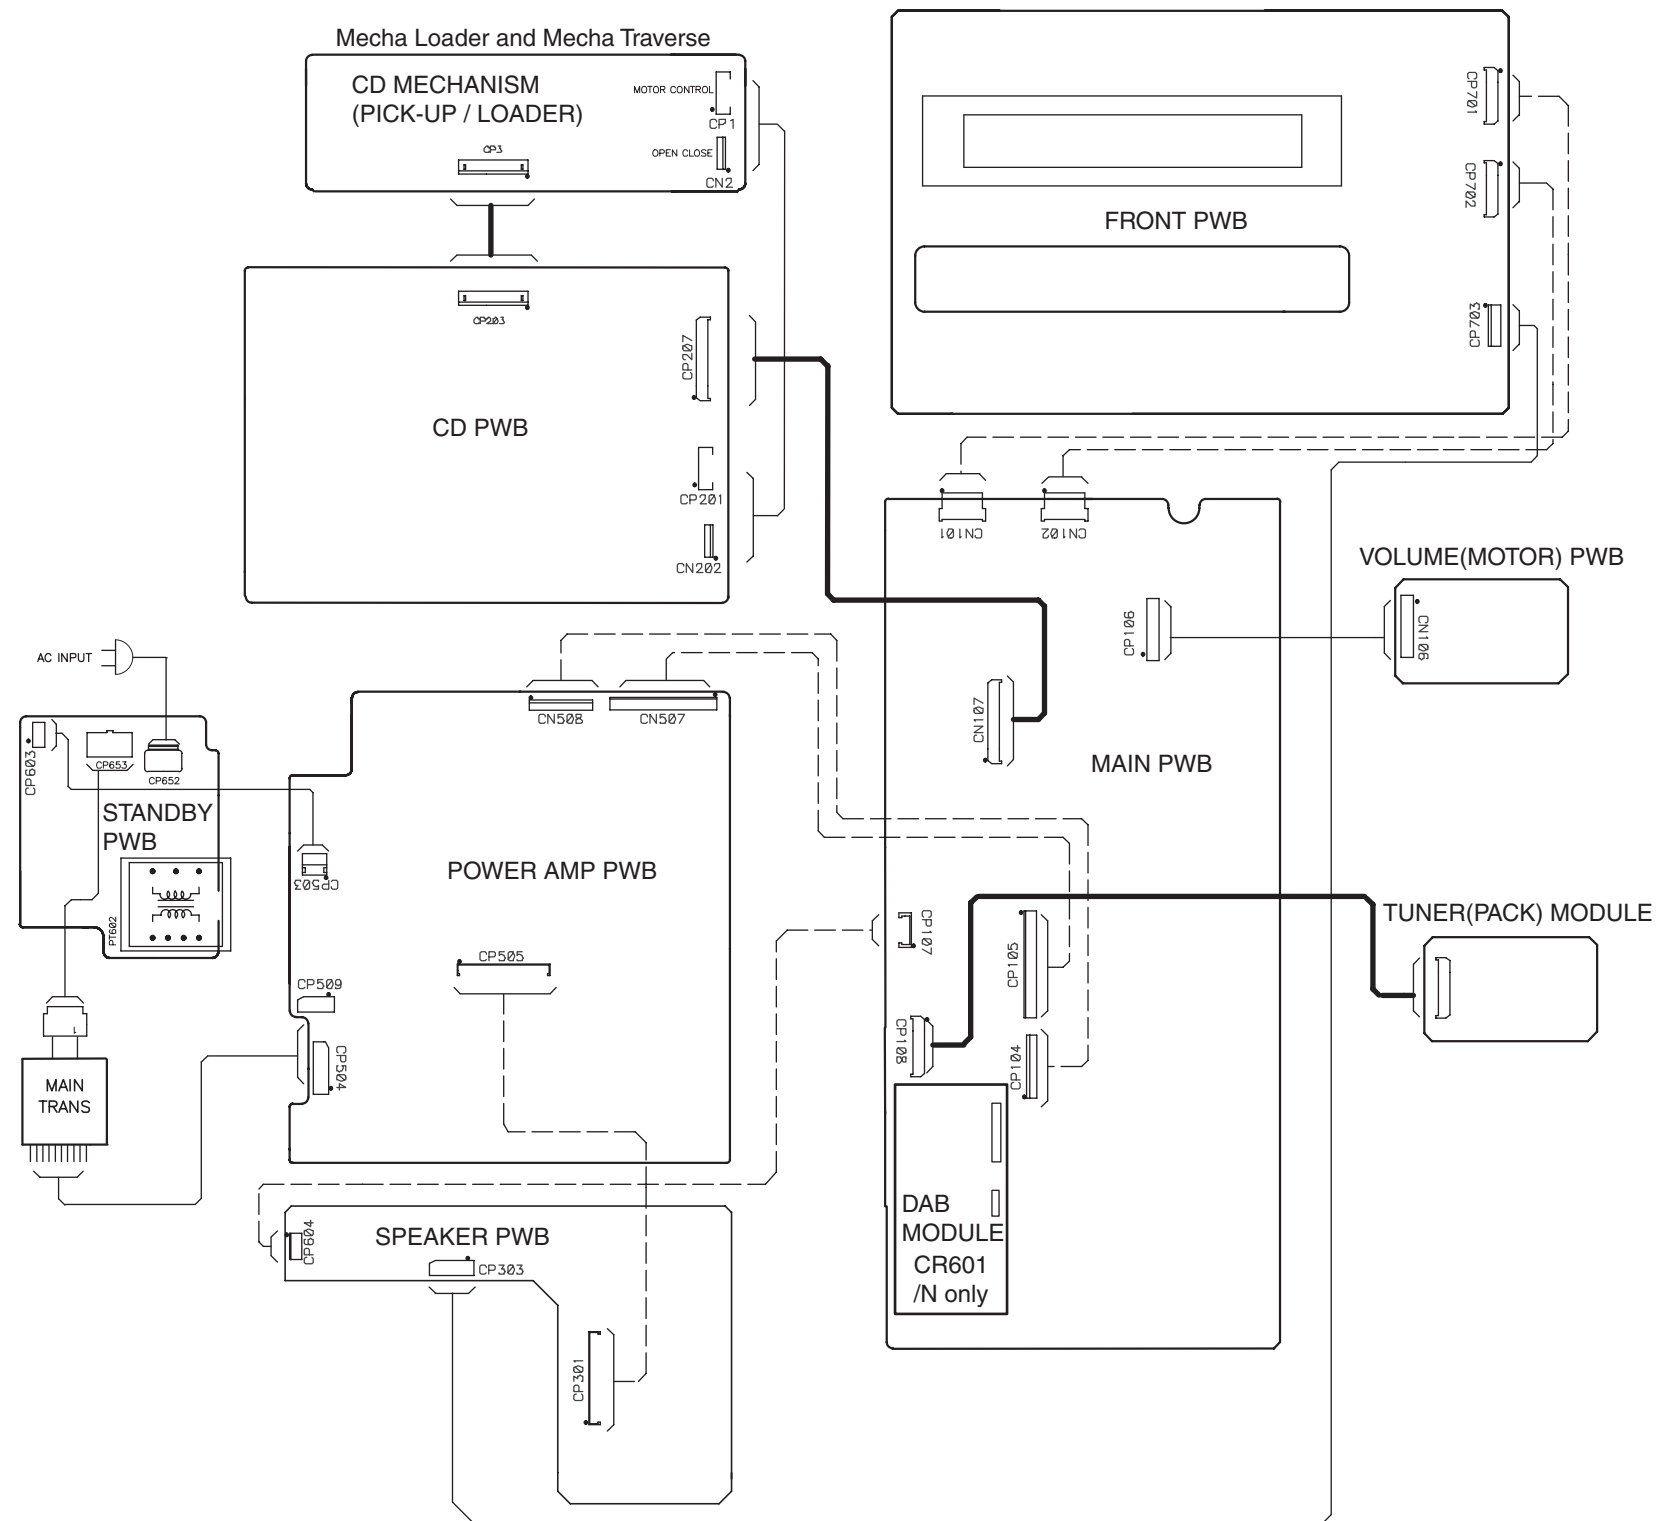 Mecha Loader and Mecha Traverse
CD MECHANISM
(PICK-UP / LOADER)
MOTOR CONTROL
CP1
OPEN CLOSE
CN2
CP3
CP701
CP702
FRONT PWB
CP703
CP203
CP207
CD PWB
CP201
CN202
CN101
CN102
VOLUME(MOTOR) PWB
CP106
CN106
AC INPUT
CN508
CN507
CN107
MAIN PWB
CP603
CP653
CP652
STANDBY
PWB
PT602
CP503
POWER AMP PWB
CP505
CP509
CP504
CP107
CP105
CP108
CP104
TUNER(PACK) MODULE
1
MAIN
TRANS
DAB
MODULE
CR601
/N only
SPEAKER PWB
CP604
CP303
CP301